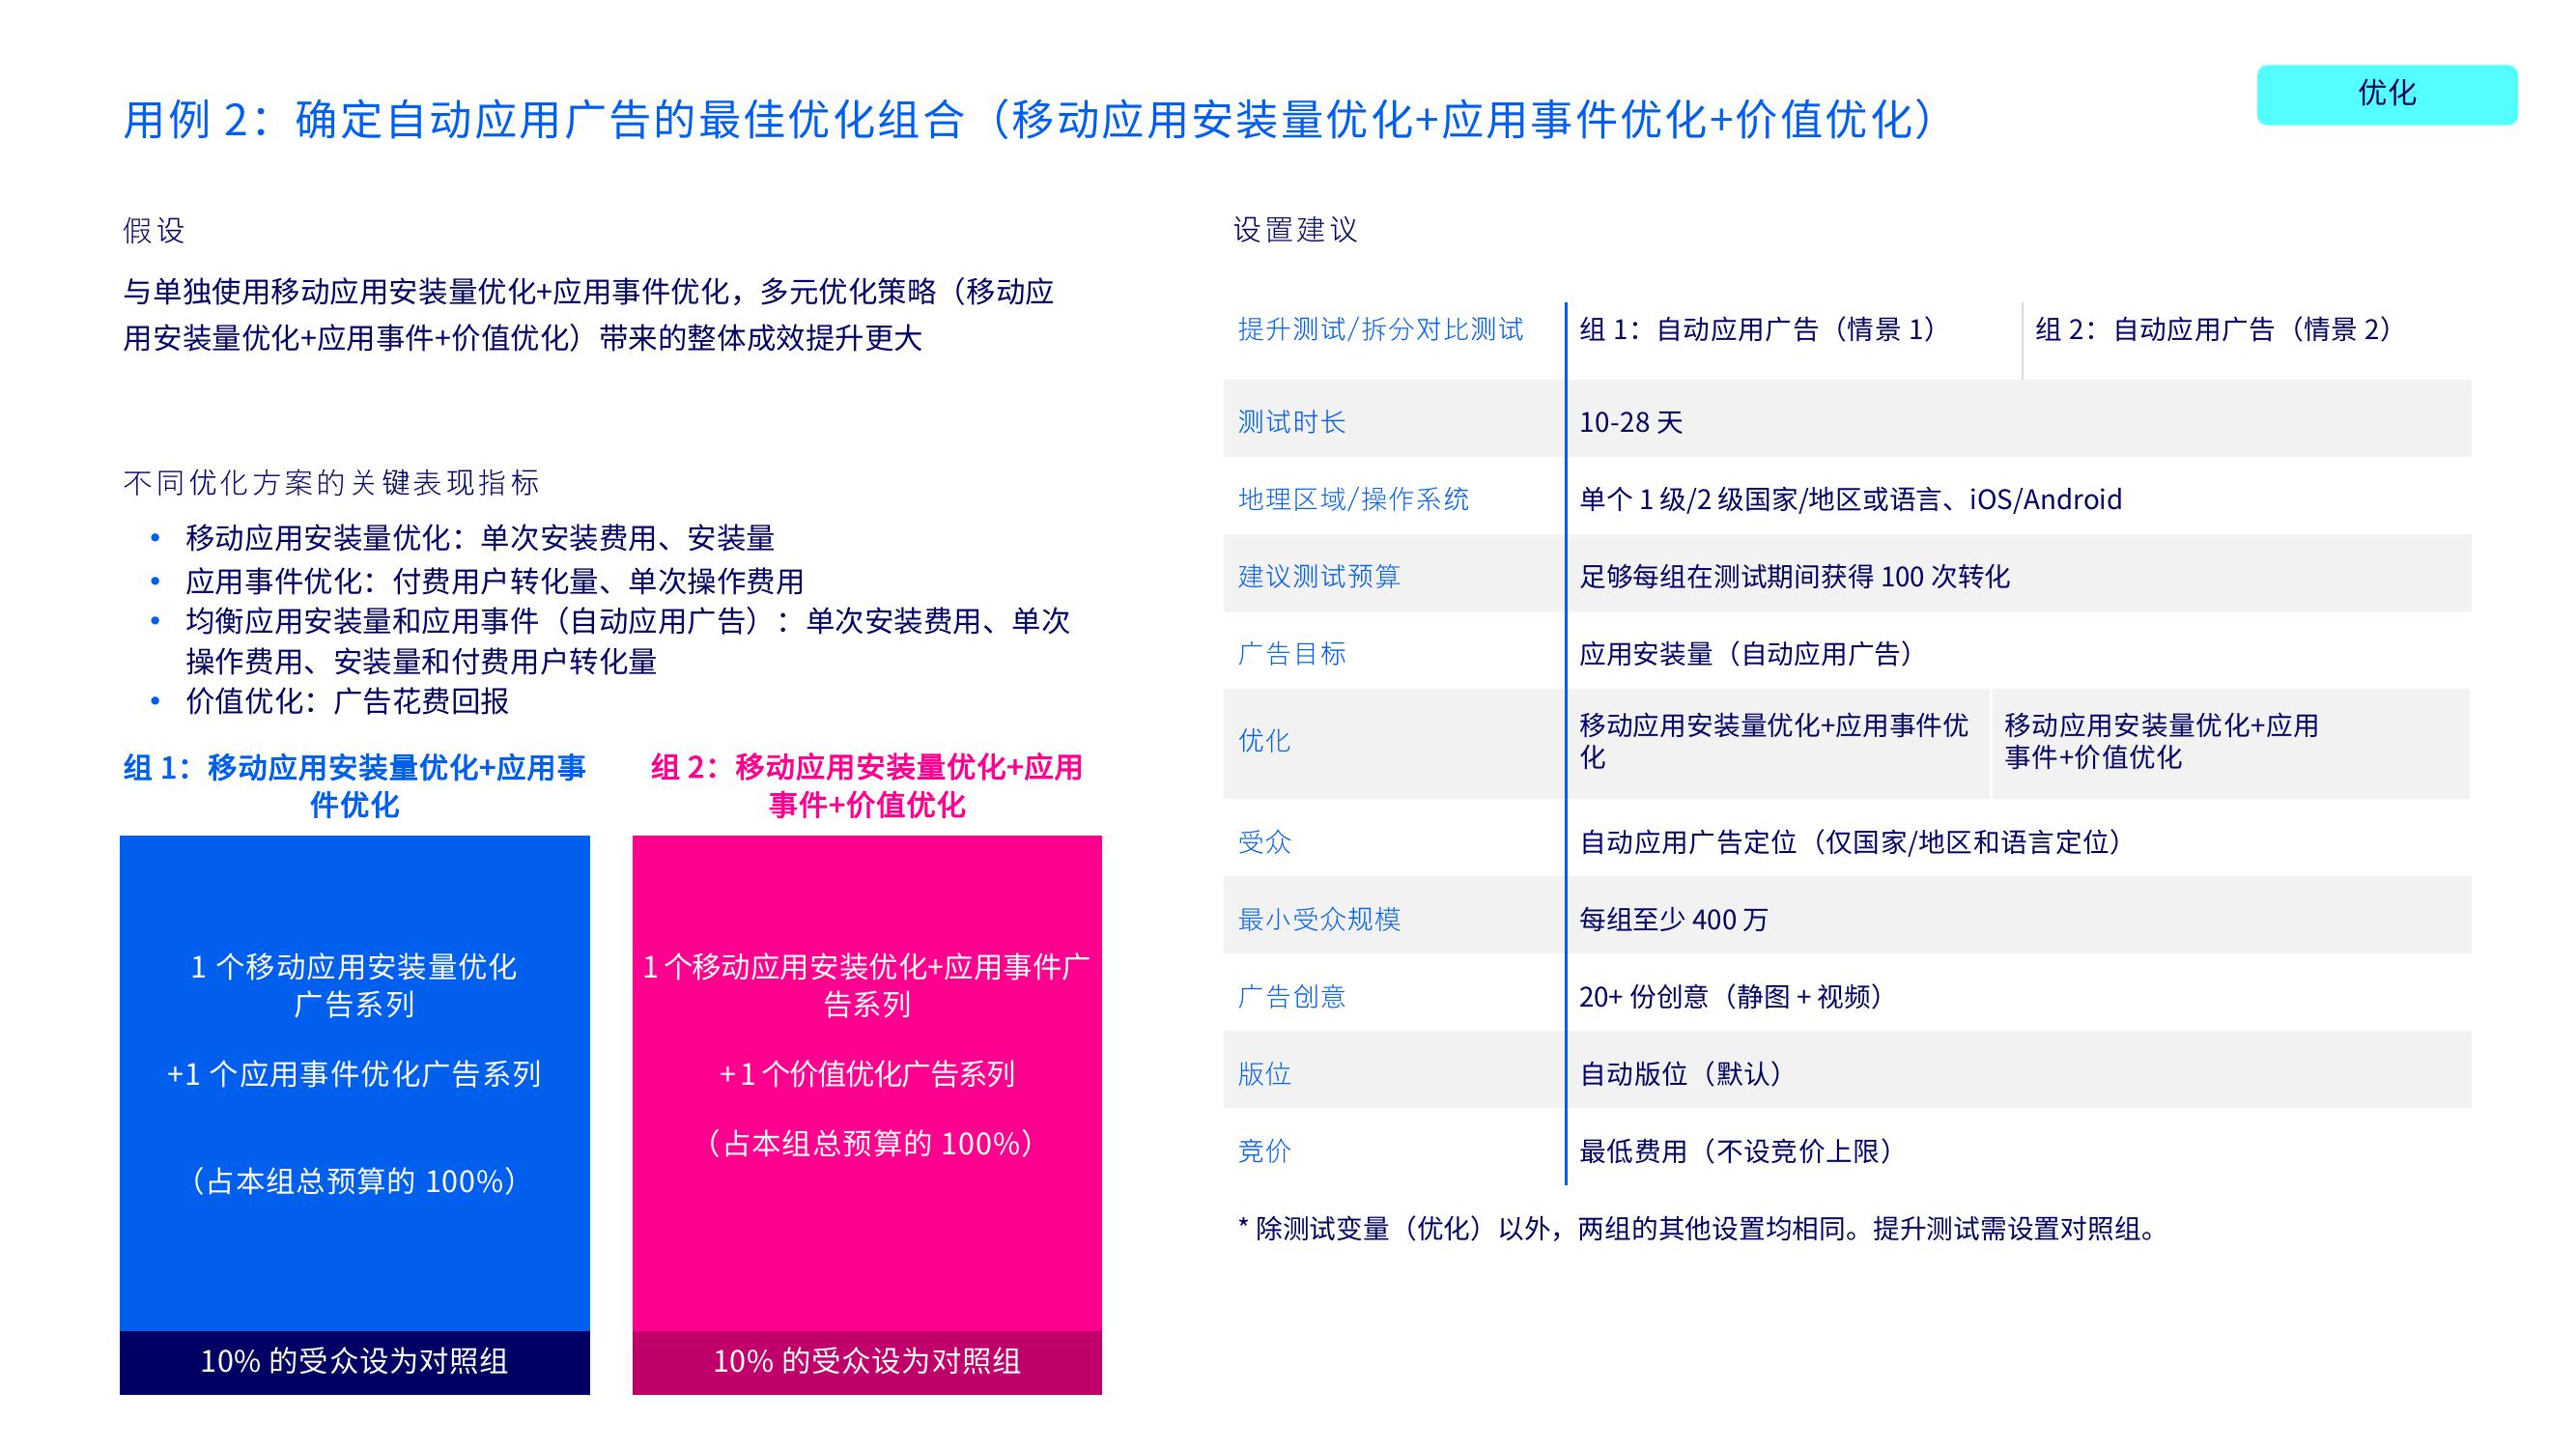 优化
用例 2：确定自动应用广告的最佳优化组合（移动应用安装量优化+应用事件优化+价值优化）
假设
与单独使用移动应用安装量优化+应用事件优化，多元优化策略（移动应
用安装量优化+应用事件+价值优化）带来的整体成效提升更大
不同优化方案的关键表现指标
• 移动应用安装量优化：单次安装费用、安装量
• 应用事件优化：付费用户转化量、单次操作费用
• 均衡应用安装量和应用事件（自动应用广告）：单次安装费用、单次
操作费用、安装量和付费用户转化量
• 价值优化：广告花费回报
组 1：移动应用安装量优化+应用事
件优化
1 个移动应用安装量优化
广告系列
+1 个应用事件优化广告系列
（占本组总预算的 100%）
10% 的受众设为对照组
组 2：移动应用安装量优化+应用
事件+价值优化
1 个移动应用安装优化+应用事件广
告系列
+ 1 个价值优化广告系列
（占本组总预算的 100%）
10% 的受众设为对照组
设置建议
提升测试/拆分对比测试 组 1：自动应用广告（情景 1） 组 2：自动应用广告（情景 2）
测试时长 10-28 天
地理区域/操作系统 单个 1 级/2 级国家/地区或语言、iOS/Android
建议测试预算 足够每组在测试期间获得 100 次转化
广告目标 应用安装量（自动应用广告）
优化
移动应用安装量优化+应用事件优
化
移动应用安装量优化+应用
事件+价值优化
受众 自动应用广告定位（仅国家/地区和语言定位）
最小受众规模 每组至少 400 万
广告创意 20+ 份创意（静图 + 视频）
版位 自动版位（默认）
竞价 最低费用（不设竞价上限）
* 除测试变量（优化）以外，两组的其他设置均相同。提升测试需设置对照组。